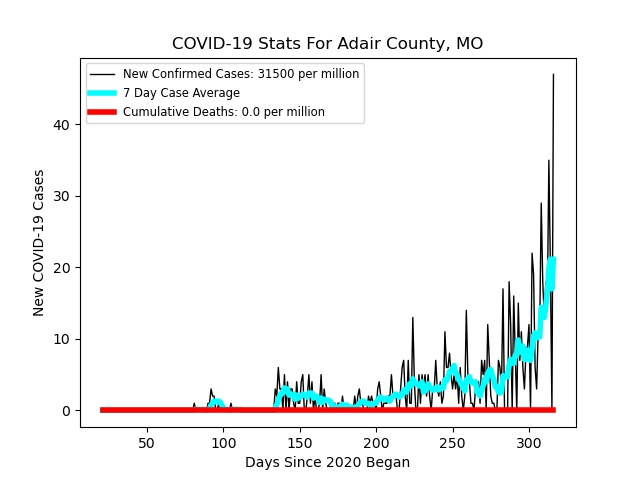 COVID-19 Stats For Adair County, MO
New Confirmed Cases: 31500 per million
7 Day Case Average
Cumulative Deaths: 0.0 per million
New COVID-19 Cases
40
30
20
10
0
50 100 150 200 250 300
Days Since 2020 Began